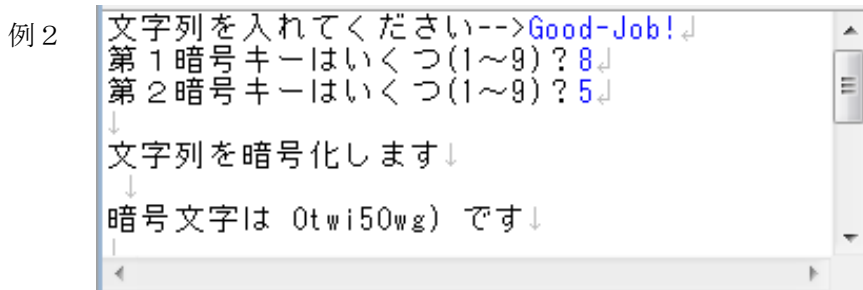 例２
文字列を入れてください-->Good-Job!↲
第１暗号キーはいくつ(1～9)？8↲
第２暗号キーはいくつ(1～9)？5↲
↓
文字列を暗号化します↓
↓
暗号文字は Otwi5Owg) です↓